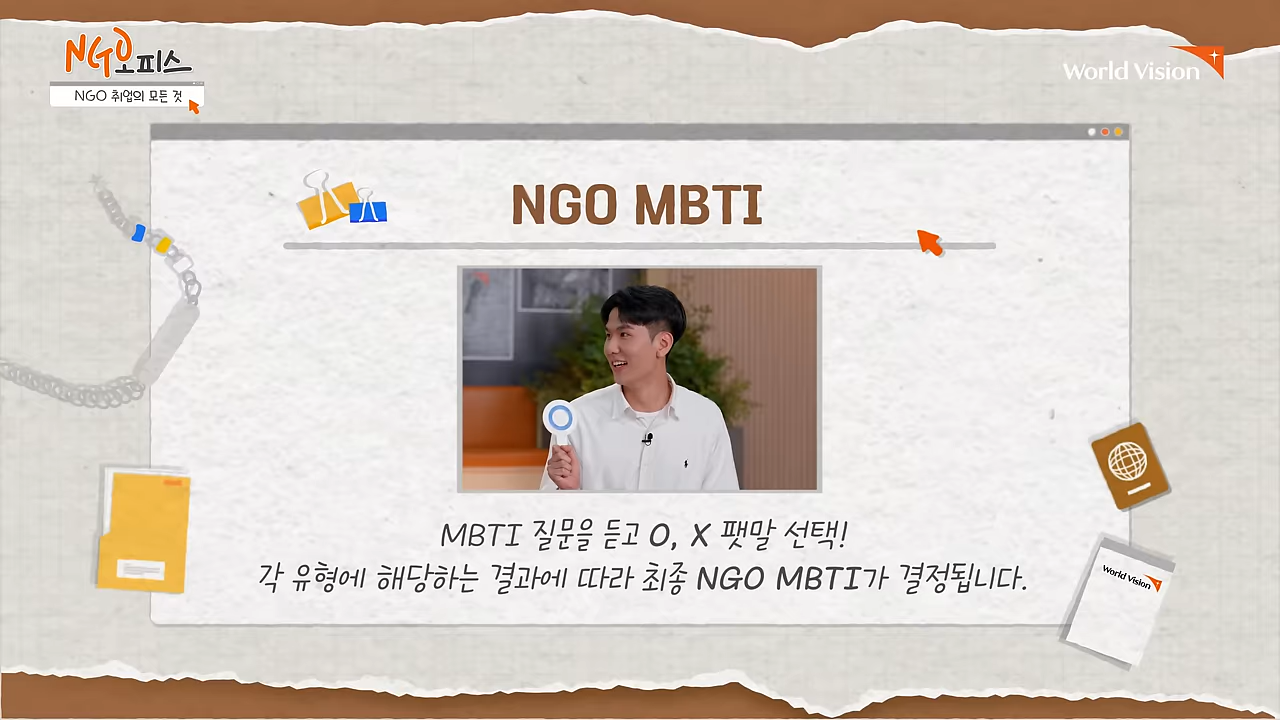 NGO오피스
NGO 취업의 모든 것
World Vision
NGO MBTI
MBTI 질문을 듣고 O, X 팻말 선택!
각 유형에 해당하는 결과에 따라 최종 NGO MBTI가 결정됩니다.
World Vision